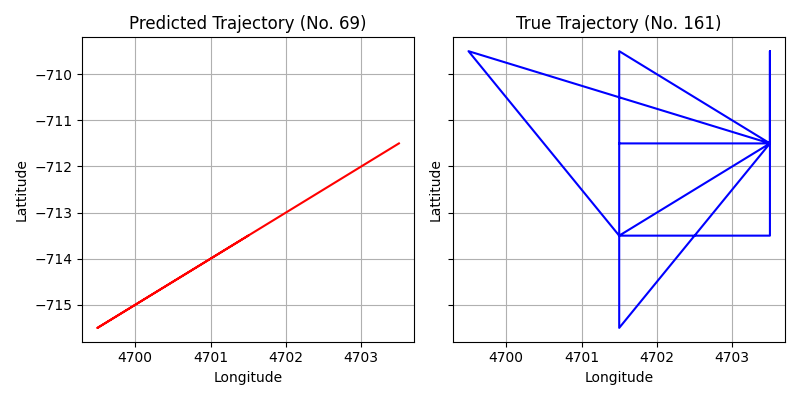 Predicted Trajectory (No. 69)
True Trajectory (No. 161)
−710
−711
−712
−713
−714
−715
Lattitude
Lattitude
4700 4701 4702 4703
4700 4701 4702 4703
Longitude
Longitude